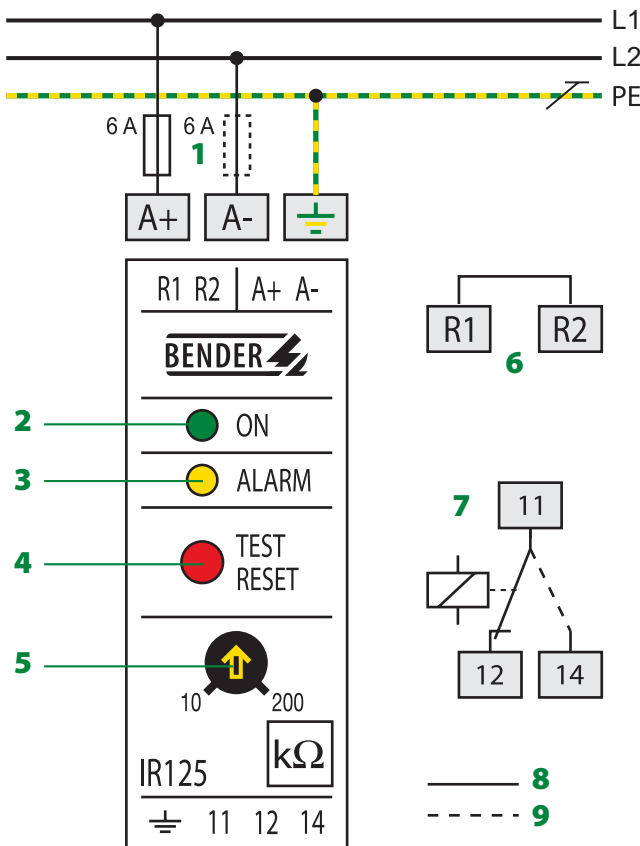 L1
L2
PE
6 A 6 A
1
A+ A-
R1 R2 A+ A-
BENDER
R1 R2
6
2 ON
3 ALARM
7 11
4 TEST
RESET
5
10 200
12 14
kΩ
IR125
8
9
11 12 14